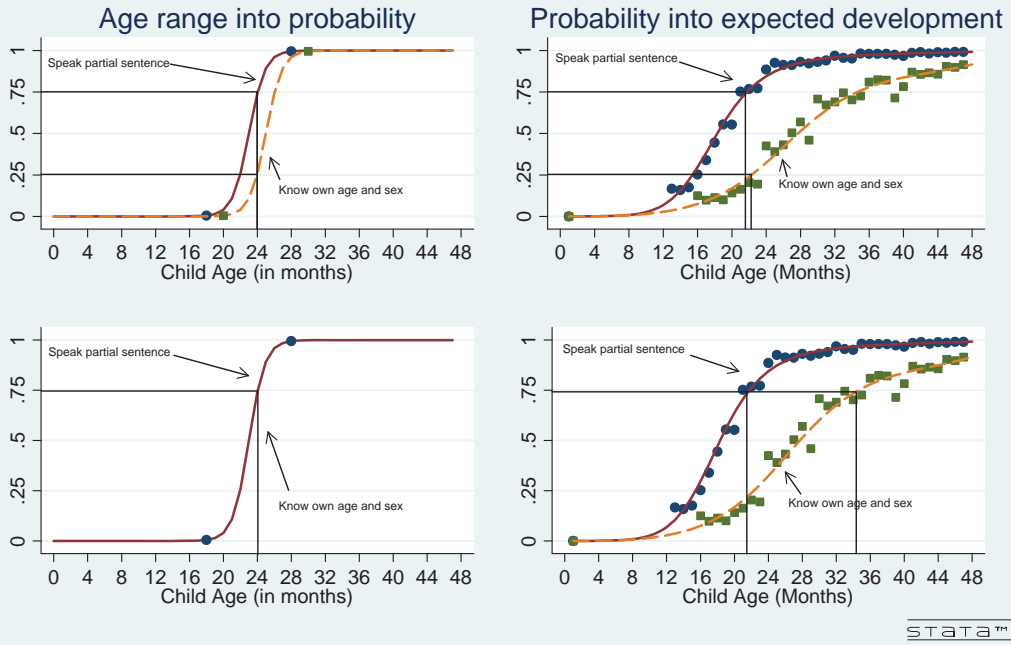 Age range into probability
Probability into expected development
1
.75
.5
.25
0
Speak partial sentence
Know own age and sex
0 4 8 12 16 20 24 28 32 36 40 44 48
Child Age (in months)
1
.75
.5
.25
0
Speak partial sentence
Know own age and sex
0 4 8 12 16 20 24 28 32 36 40 44 48
Child Age (Months)
1
.75
.5
.25
0
Speak partial sentence
Know own age and sex
0 4 8 12 16 20 24 28 32 36 40 44 48
Child Age (in months)
1
.75
.5
.25
0
Speak partial sentence
Know own age and sex
0 4 8 12 16 20 24 28 32 36 40 44 48
Child Age (Months)
STATA™